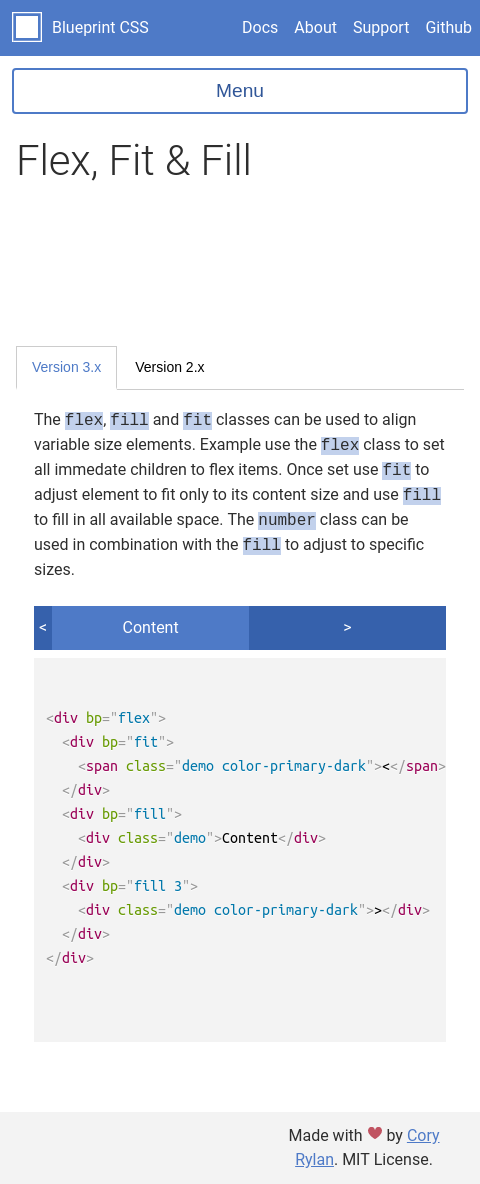 Blueprint CSS Docs About Support Github
Menu
Flex, Fit & Fill
Version 3.x Version 2.x
The flex, fill and fit classes can be used to align
variable size elements. Example use the flex class to set
all immedate children to flex items. Once set use fit to
adjust element to fit only to its content size and use fill
to fill in all available space. The number class can be
used in combination with the fill to adjust to specific
sizes.
< Content >
<div bp="flex">
  <div bp="fit">
    <span class="demo color-primary-dark"><</span>
  </div>
  <div bp="fill">
    <div class="demo">Content</div>
  </div>
  <div bp="fill 3">
    <div class="demo color-primary-dark">></div>
  </div>
</div>
Made with by Cory
Rylan. MIT License.